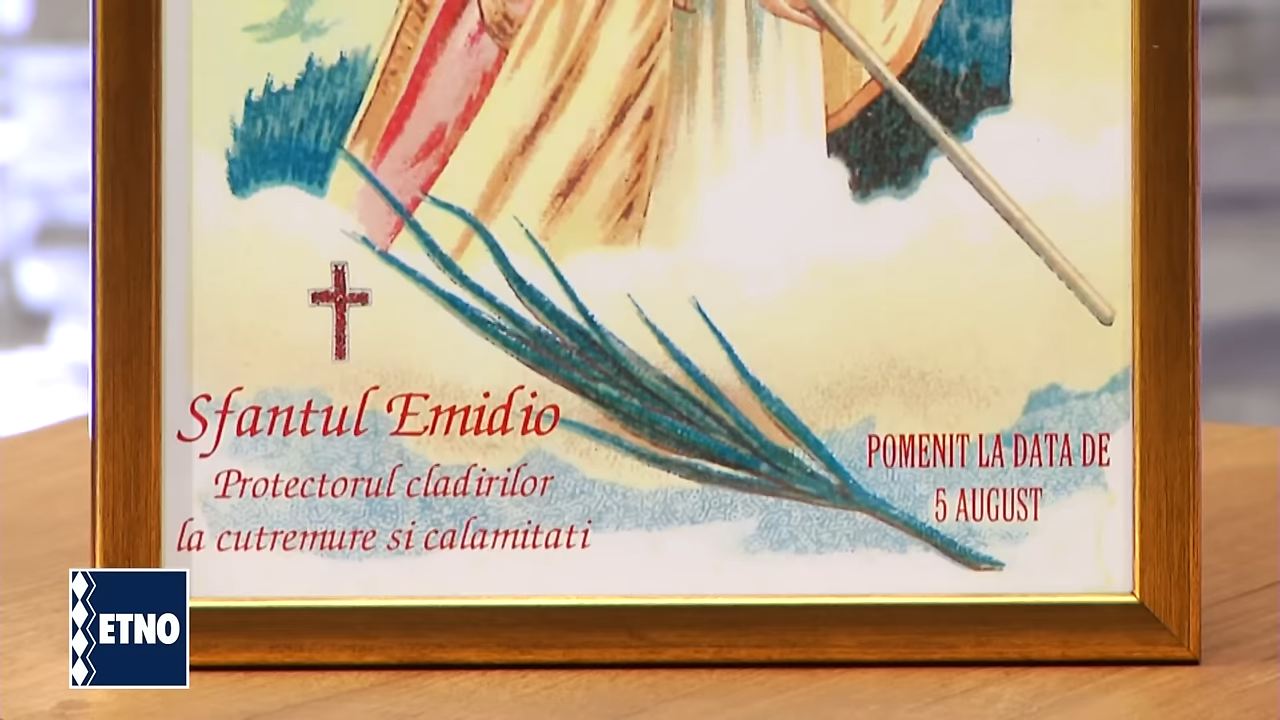 Sfantul Emidio
Protectorul cladirilor
la cutremure si calamitati
POMENIT LA DATA DE
5 AUGUST
ETNO